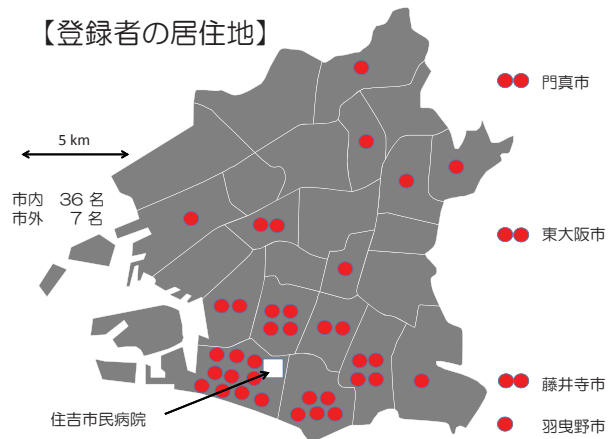 【登録者の居住地】
門真市
5 km
市内 36 名
市外 7 名
東大阪市
藤井寺市
住吉市民病院
羽曳野市